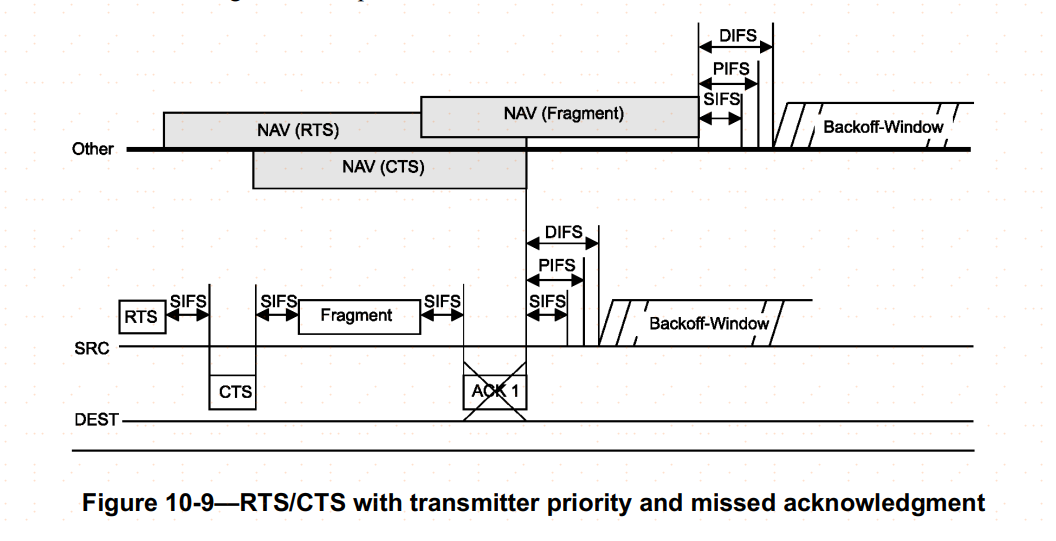 DIFS
PIFS
SIFS
NAV (Fragment)
NAV (RTS)
Backoff-Window
Other
NAV (CTS)
DIFS
PIFS
SIFS SIFS SIFS SIFS
RTS Fragment Backoff-Window
SRC
CTS ACK 1
DEST
Figure 10-9—RTS/CTS with transmitter priority and missed acknowledgment